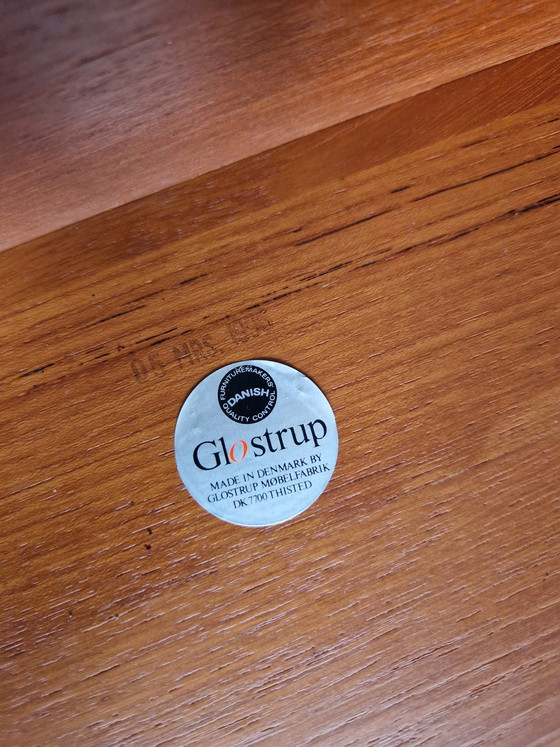 FURNITUREMAKERS'
DANISH
QUALITY CONTROL
Glostrup
MADE IN DENMARK BY
GLOSTRUP MØBELFABRIK
DK 7700 THISTED